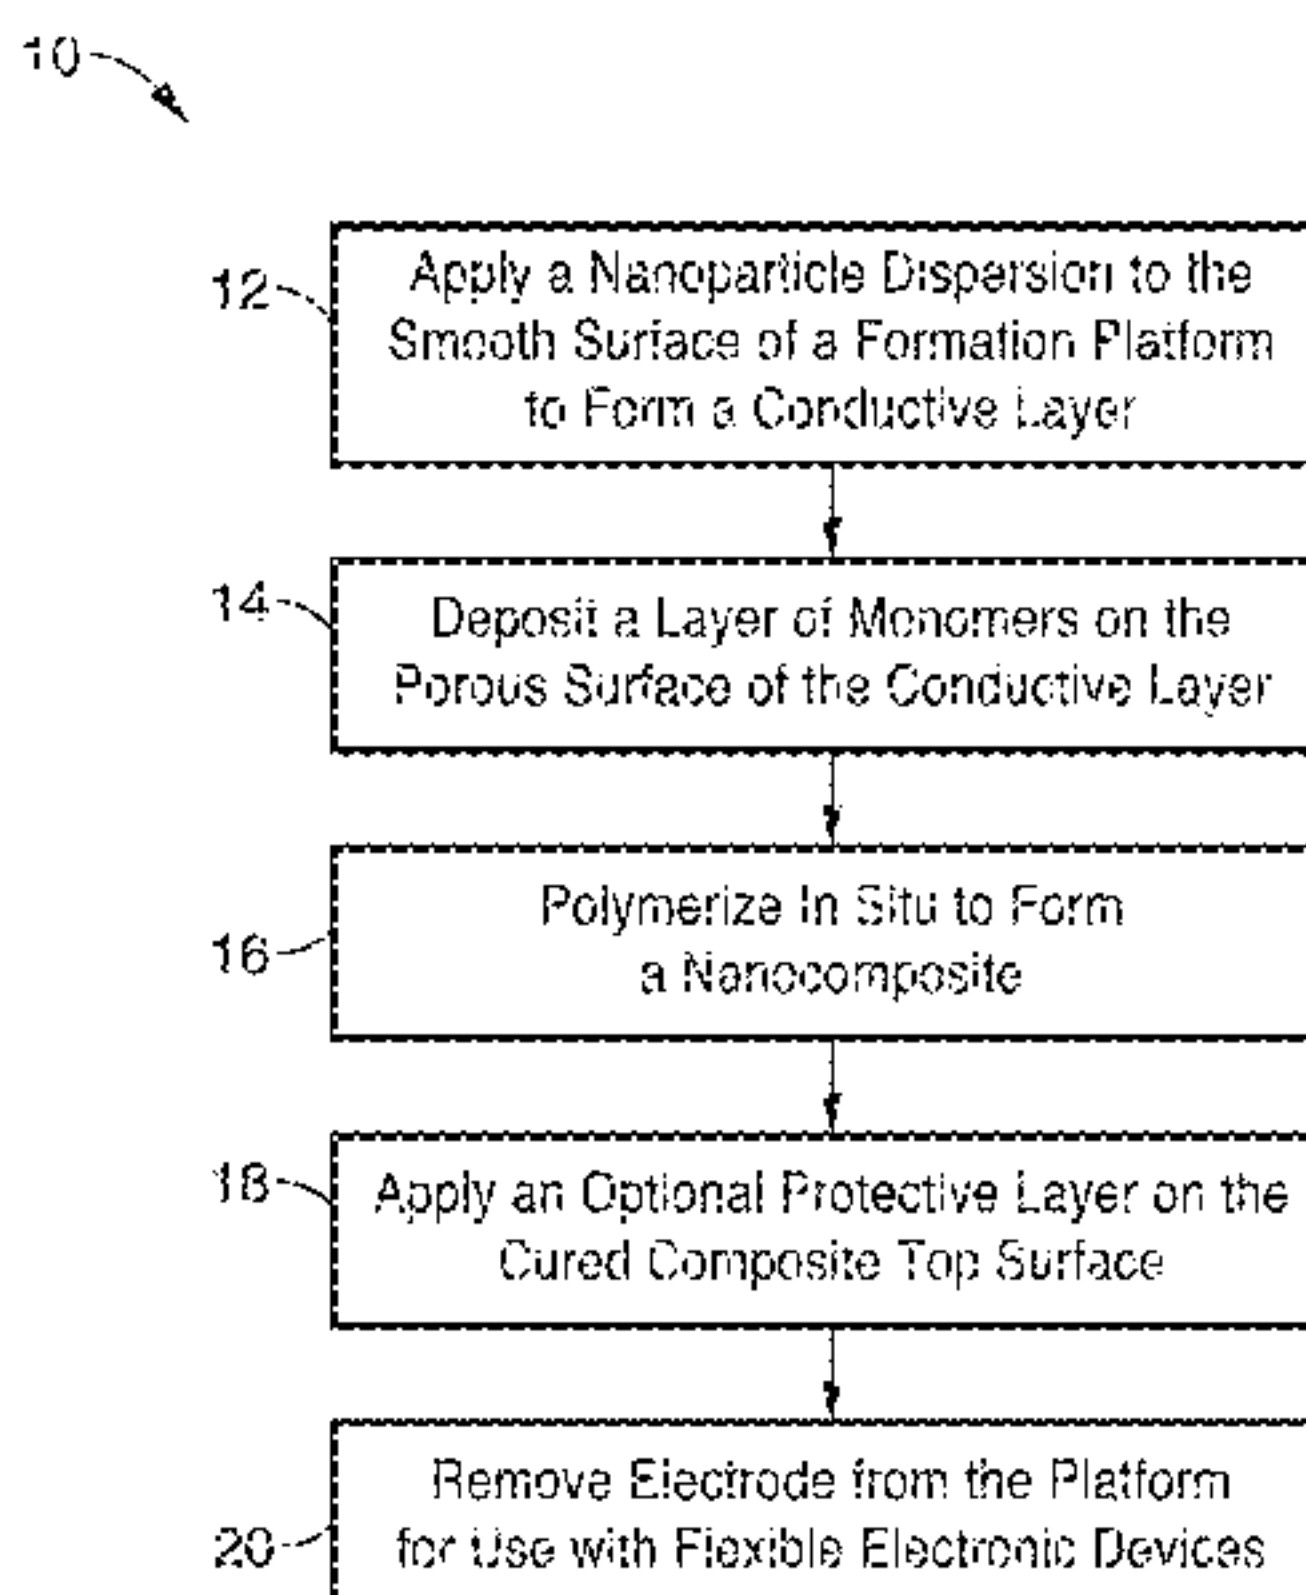 10
12
Apply a Nanoparticle Dispersion to the
Smooth Surface of a Formation Platform
to Form a Conductive Layer
14
Deposit a Layer of Monomers on the
Porous Surface of the Conductive Layer
16
Polymerize In Situ to Form
a Nanocomposite
18
Apply an Optional Protective Layer on the
Cured Composite Top Surface
20
Remove Electrode from the Platform
for Use with Flexible Electronic Devices